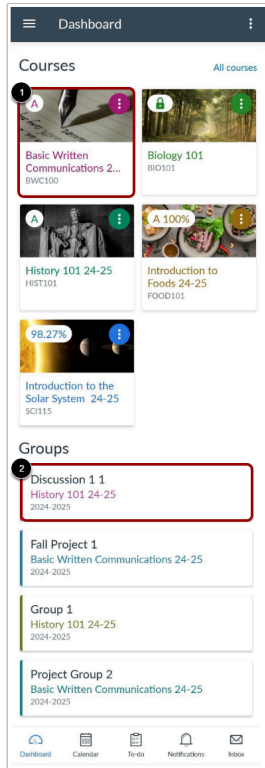 Dashboard
Courses
All courses
1
A
Basic Written
Communications 2...
BWC100
Biology 101
BIO101
A
History 101 24-25
HIST101
A 100%
Introduction to
Foods 24-25
FOOD101
98.27%
Introduction to the
Solar System 24-25
SCI115
Groups
2
Discussion 1 1
History 101 24-25
2024-2025
Fall Project 1
Basic Written Communications 24-25
2024-2025
Group 1
History 101 24-25
2024-2025
Project Group 2
Basic Written Communications 24-25
2024-2025
Dashboard
Calendar
To-do
Notifications
Inbox